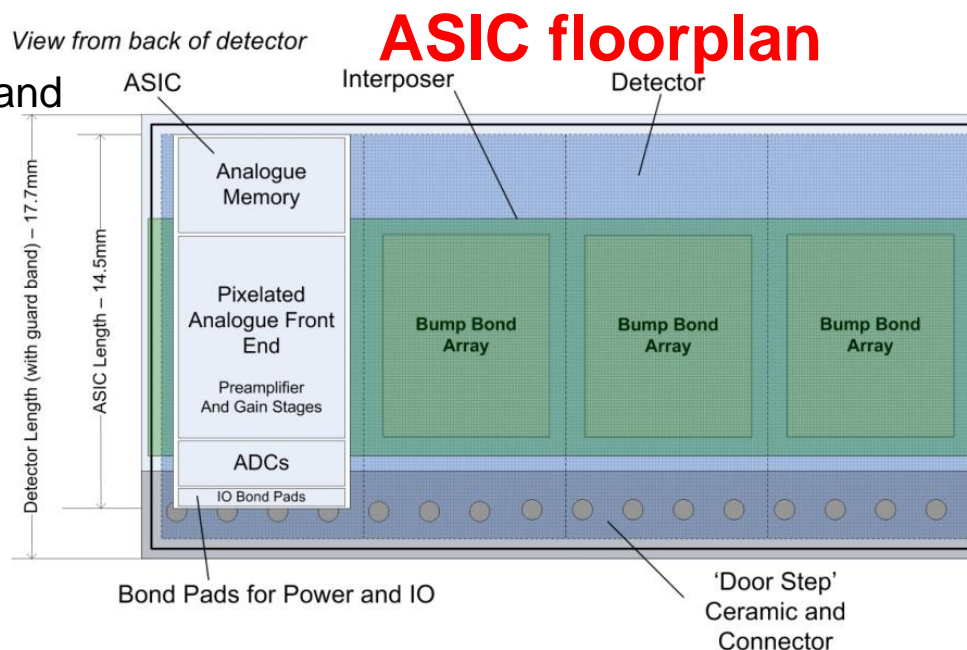 ASIC floorplan
View from back of detector
and
ASIC
Interposer
Detector
Detector Length (with guard band) – 17.7mm
ASIC Length – 14.5mm
Analogue
Memory
Pixelated
Analogue Front
End
Preamplifier
And Gain Stages
ADCs
IO Bond Pads
Bump Bond
Array
Bump Bond
Array
Bump Bond
Array
Bond Pads for Power and IO
‘Door Step’
Ceramic and
Connector